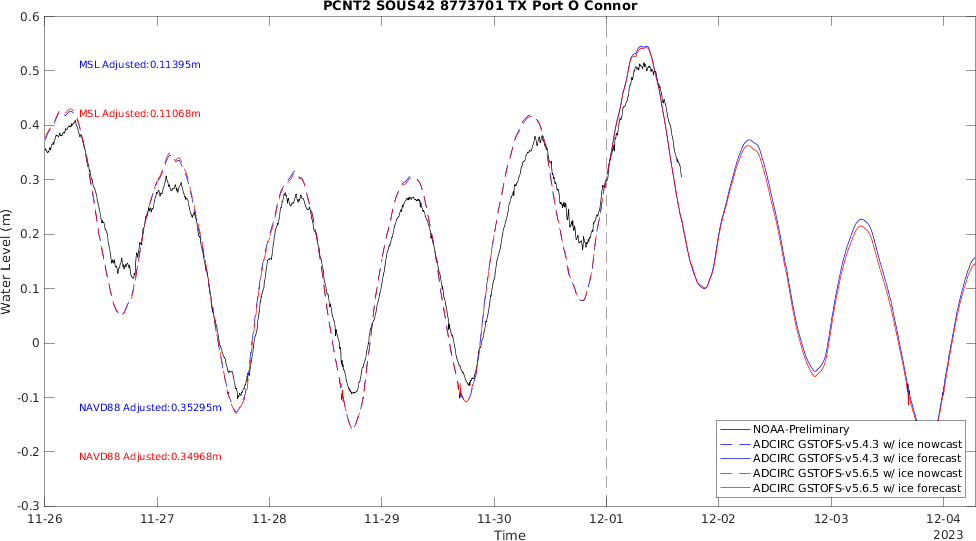 PCNT2 SOUS42 8773701 TX Port O Connor
0.6
0.5
0.4
0.3
0.2
0.1
0
-0.1
-0.2
-0.3
Water Level (m)
MSL Adjusted:0.11395m
MSL Adjusted:0.11068m
NAVD88 Adjusted:0.35295m
NAVD88 Adjusted:0.34968m
NOAA-Preliminary
ADCIRC GSTOFS-v5.4.3 w/ ice nowcast
ADCIRC GSTOFS-v5.4.3 w/ ice forecast
ADCIRC GSTOFS-v5.6.5 w/ ice nowcast
ADCIRC GSTOFS-v5.6.5 w/ ice forecast
11-26 11-27 11-28 11-29 11-30 12-01 12-02 12-03 12-04
Time
2023